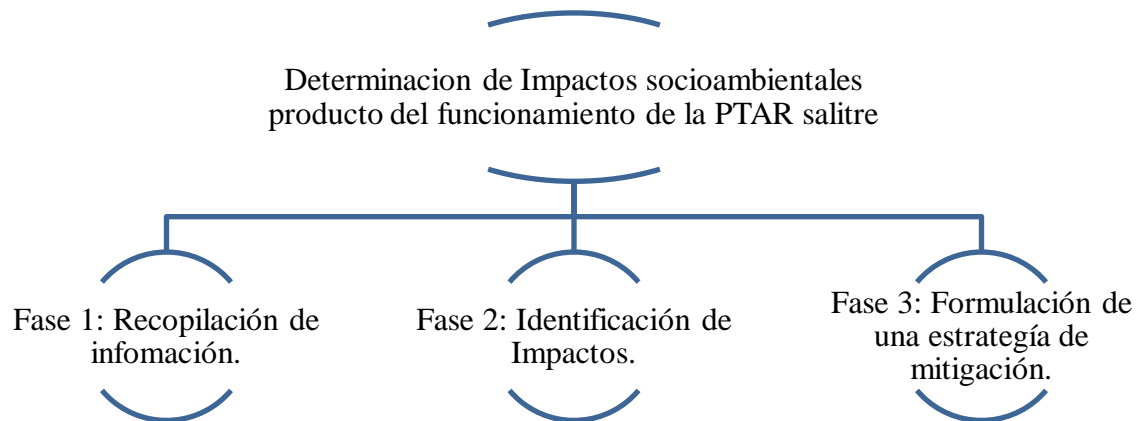 Determinacion de Impactos socioambientales
producto del funcionamiento de la PTAR salitre
Fase 1: Recopilación de
infomación.
Fase 2: Identificación de
Impactos.
Fase 3: Formulación de
una estrategía de
mitigación.